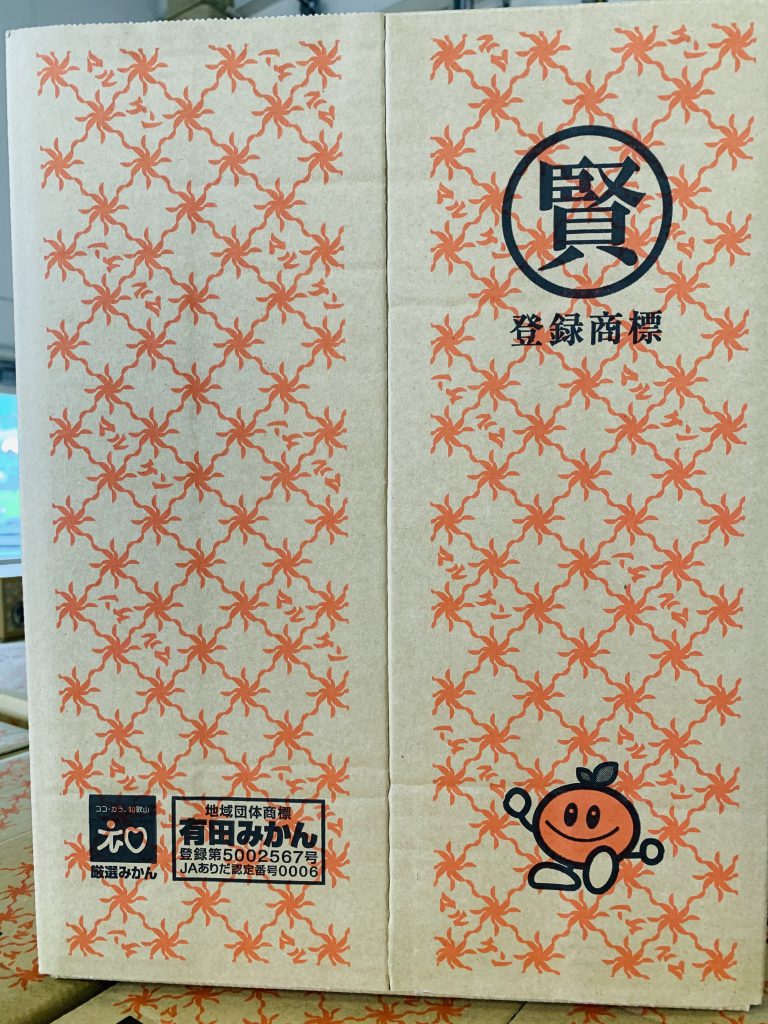 賢
登録商標
ココ・カラ。和歌山
厳選みかん
地域団体商標
有田みかん
登録第5002567号
JAありだ認定番号0006